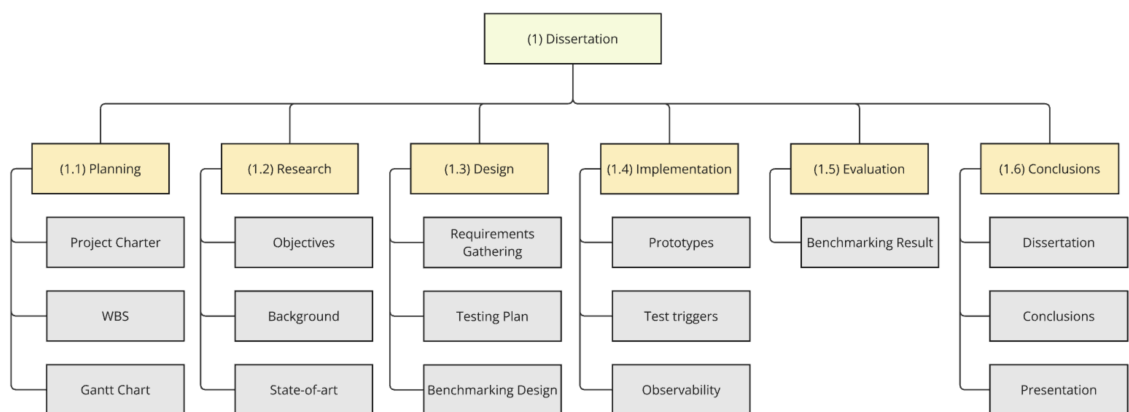 (1) Dissertation
(1.1) Planning
(1.2) Research
(1.3) Design
(1.4) Implementation
(1.5) Evaluation
(1.6) Conclusions
Project Charter
Objectives
Requirements
Gathering
Prototypes
Benchmarking Result
Dissertation
WBS
Background
Testing Plan
Test triggers
Conclusions
Gantt Chart
State-of-art
Benchmarking Design
Observability
Presentation